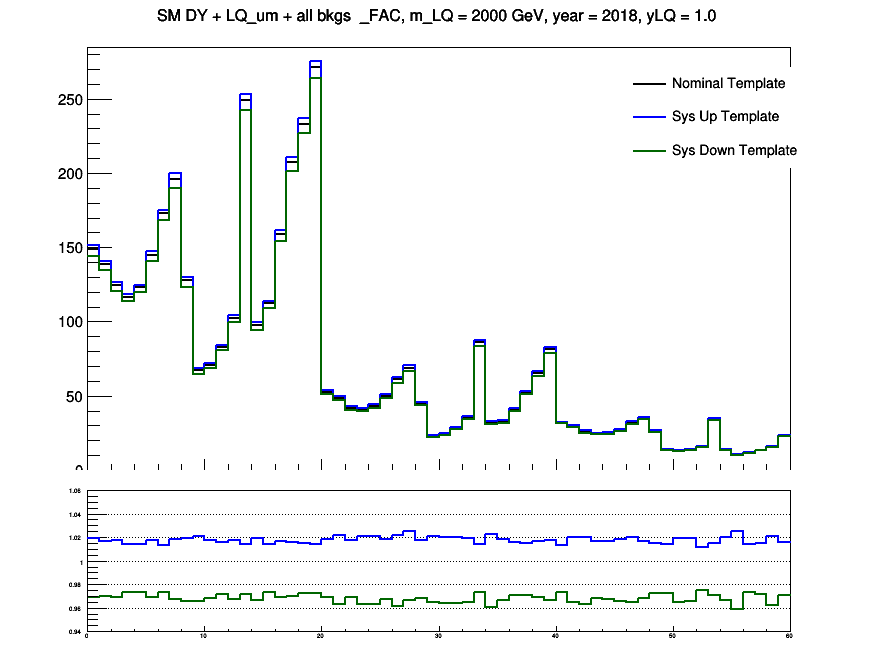 SM DY + LQ_um + all bkgs _FAC, m_LQ = 2000 GeV, year = 2018, yLQ = 1.0
Nominal Template
Sys Up Template
Sys Down Template
250
200
150
100
50
0
1.06
1.04
1.02
1
0.98
0.96
0.94
0 10 20 30 40 50 60